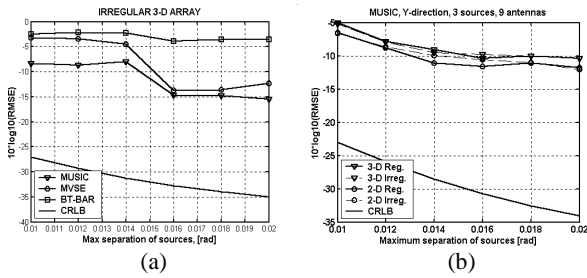 IRREGULAR 3-D ARRAY
0
-5
-10
-15
-20
-25
-30
-35
-40
10*log10(RMSE)
MUSIC
MVSE
BT-BAR
CRLB
0.01 0.011 0.012 0.013 0.014 0.015 0.016 0.017 0.018 0.019 0.02
Max separation of sources, [rad]
(a)
MUSIC, Y-direction, 3 sources, 9 antennas
0
-5
-10
-15
-20
-25
-30
-35
10*log10(RMSE)
3-D Reg.
3-D Irreg.
2-D Reg.
2-D Irreg.
CRLB
0.01 0.012 0.014 0.016 0.018 0.02
Maximum separation of sources [rad]
(b)